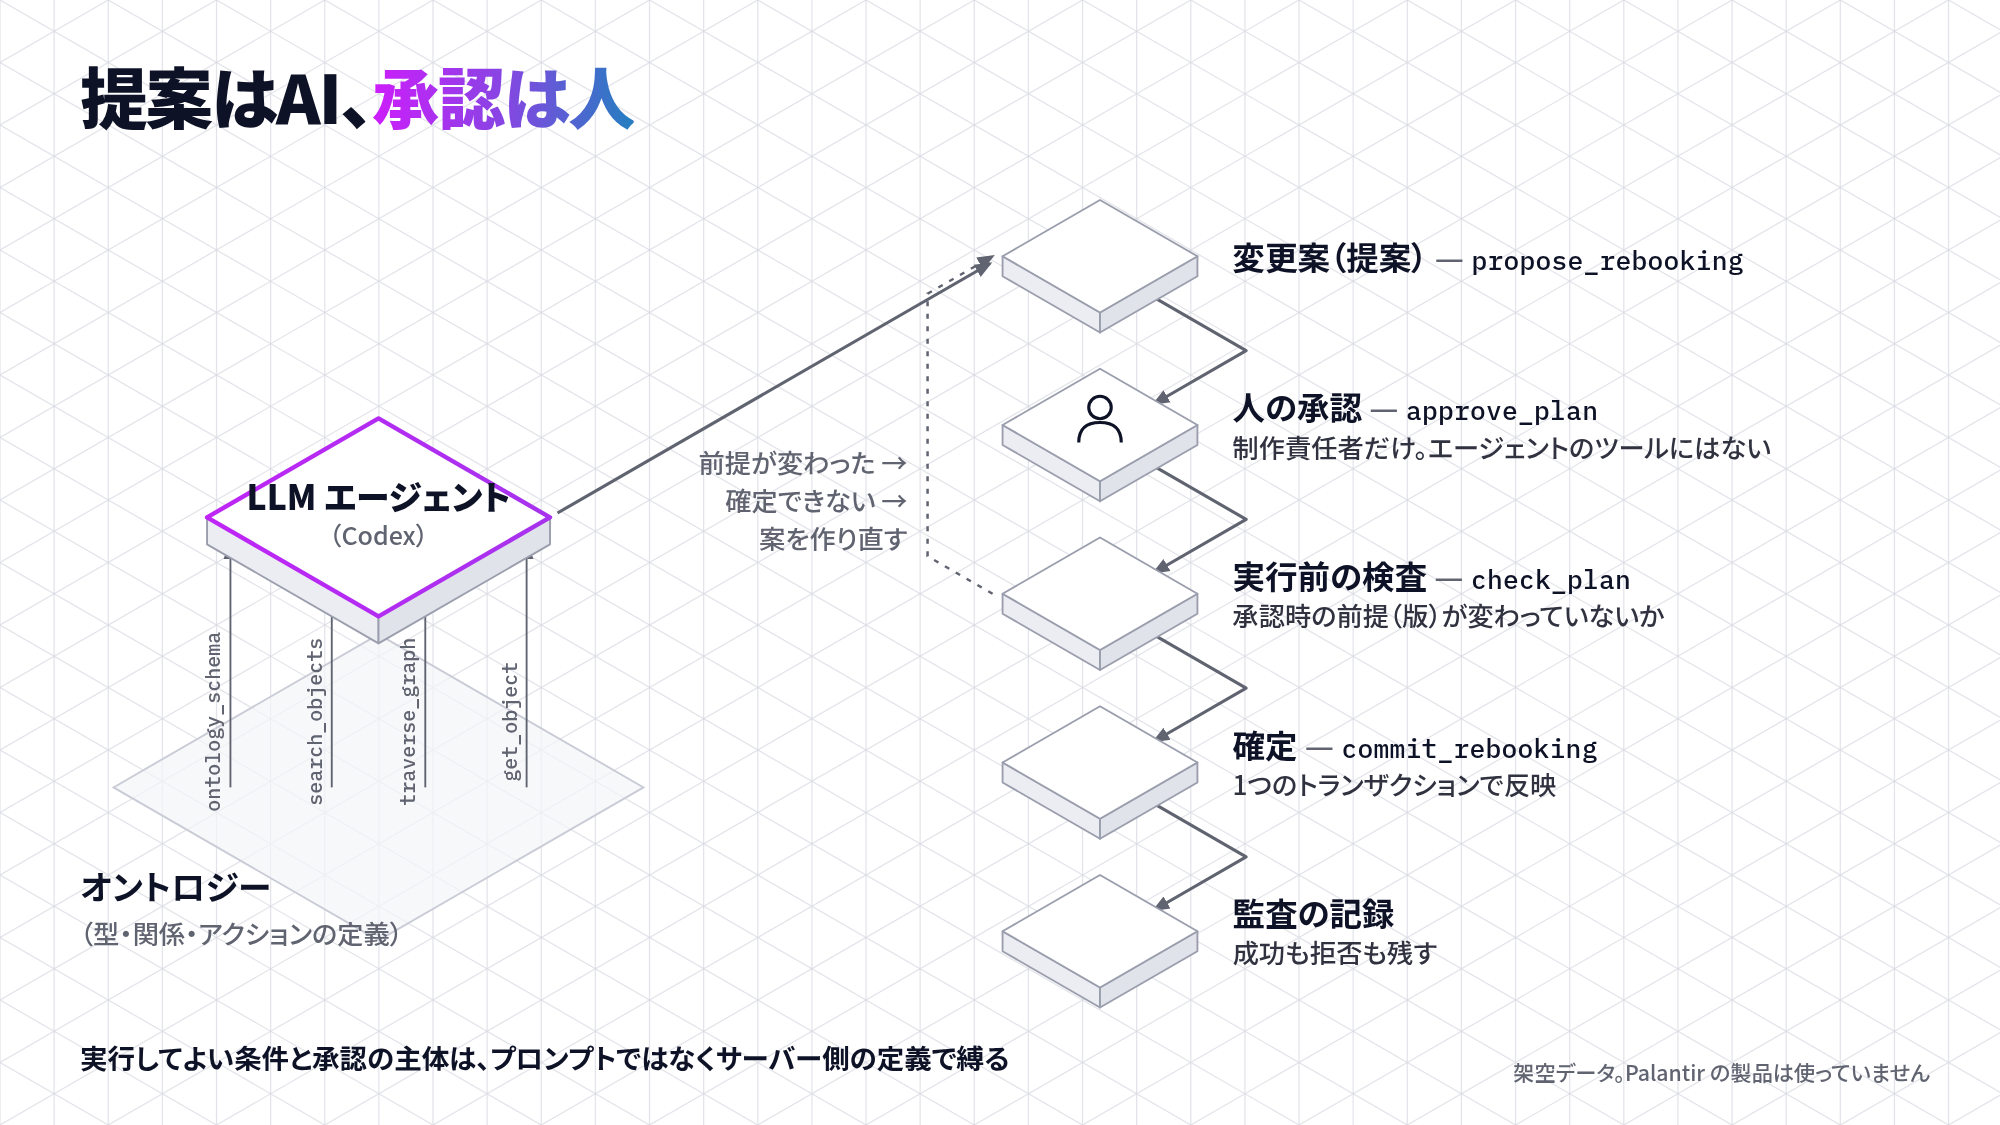 提案はAI、承認は人
変更案（提案） — propose_rebooking
人の承認 — approve_plan
制作責任者だけ。エージェントのツールにはない
前提が変わった →
確定できない →
案を作り直す
LLM エージェント
（Codex）
実行前の検査 — check_plan
承認時の前提（版）が変わっていないか
ontology_schema
search_objects
traverse_graph
get_object
確定 — commit_rebooking
1つのトランザクションで反映
オントロジー
（型・関係・アクションの定義）
監査の記録
成功も拒否も残す
実行してよい条件と承認の主体は、プロンプトではなくサーバー側の定義で縛る
架空データ。Palantir の製品は使っていません